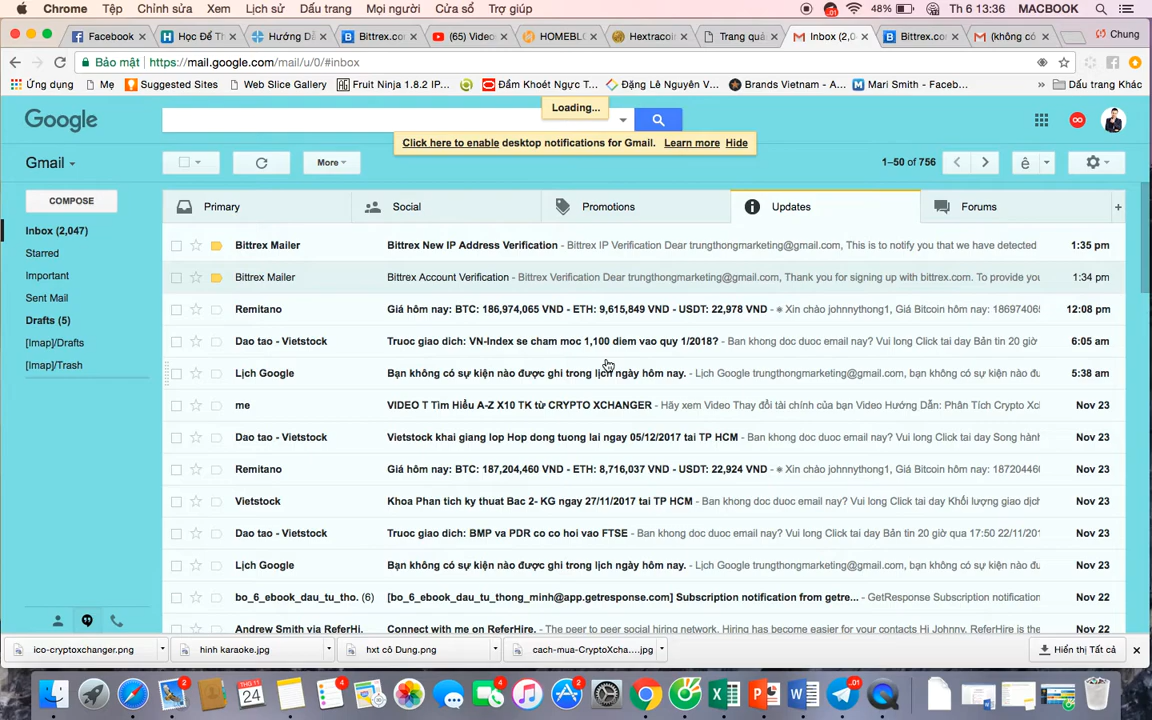 Chrome Tệp Chỉnh sửa Xem Lịch sử Dấu trang Mọi người Cửa sổ Trợ giúp .01 48% Th 6 13:36 MACBOOK
Facebook Học Để Th Hướng Dẫ Bittrex.co (65) Video HOMEBLO Hextracoin Trang quả Inbox (2,0 Bittrex.co (không có Chung
Bảo mật https://mail.google.com/mail/u/0/#inbox
Ứng dụng Mẹ Suggested Sites Web Slice Gallery Fruit Ninja 1.8.2 IP... Đầm Khoét Ngực T... Đặng Lê Nguyên V... Brands Vietnam - A... Mari Smith - Faceb... » Dấu trang Khác
Loading...
Google
Click here to enable desktop notifications for Gmail. Learn more Hide
Gmail More 1–50 of 756 ê
COMPOSE
Primary Social Promotions Updates Forums +
Inbox (2,047)
Starred
Important
Sent Mail
Drafts (5)
[Imap]/Drafts
[Imap]/Trash
Bittrex Mailer Bittrex New IP Address Verification - Bittrex IP Verification Dear trungthongmarketing@gmail.com, This is to notify you that we have detected 1:35 pm
Bittrex Mailer Bittrex Account Verification - Bittrex Verification Dear trungthongmarketing@gmail.com, Thank you for signing up with bittrex.com. To provide you 1:34 pm
Remitano Giá hôm nay: BTC: 186,974,065 VND - ETH: 9,615,849 VND - USDT: 22,978 VND - Xin chào johnnythong1, Giá Bitcoin hôm nay: 18697406 12:08 pm
Dao tao - Vietstock Truoc giao dich: VN-Index se cham moc 1,100 diem vao quy 1/2018? - Ban khong doc duoc email nay? Vui long Click tai day Bản tin 20 giờ 6:05 am
Lịch Google Bạn không có sự kiện nào được ghi trong lịch ngày hôm nay. - Lịch Google trungthongmarketing@gmail.com, bạn không có sự kiện nào được ghi trong 5:38 am
me VIDEO T Tìm Hiểu A-Z X10 TK từ CRYPTO XCHANGER - Hãy xem Video Thay đổi tài chính của bạn Video Hướng Dẫn: Phân Tích Crypto Xc Nov 23
Dao tao - Vietstock Vietstock khai giang lop Hop dong tuong lai ngay 05/12/2017 tai TP HCM - Ban khong doc duoc email nay? Vui long Click tai day Song hành Nov 23
Remitano Giá hôm nay: BTC: 187,204,460 VND - ETH: 8,716,037 VND - USDT: 22,924 VND - Xin chào johnnythong1, Giá Bitcoin hôm nay: 18720446 Nov 23
Vietstock Khoa Phan tich ky thuat Bac 2- KG ngay 27/11/2017 tai TP HCM - Ban khong doc duoc email nay? Vui long Click tai day Khối lượng giao dịch Nov 23
Dao tao - Vietstock Truoc giao dich: BMP va PDR co co hoi vao FTSE - Ban khong doc duoc email nay? Vui long Click tai day Bản tin 20 giờ qua 17:50 22/11/201 Nov 23
Lịch Google Bạn không có sự kiện nào được ghi trong lịch ngày hôm nay. - Lịch Google trungthongmarketing@gmail.com, bạn không có sự kiện nào được ghi trong Nov 23
bo_6_ebook_dau_tu_tho. (6) [bo_6_ebook_dau_tu_thong_minh@app.getresponse.com] Subscription notification from getre... - GetResponse Subscription notification Nov 22
Andrew Smith via ReferHi. Connect with me on ReferHire. - The peer to peer social hiring network, Hiring has become easier for your contacts Hi Johnny, ReferHire is the Nov 22
ico-cryptoxchanger.png hinh karaoke.jpg hxt cô Dung.png cach-mua-CryptoXcha....jpg Hiển thị Tất cả
2 THG 11 24 4 4 2 .01